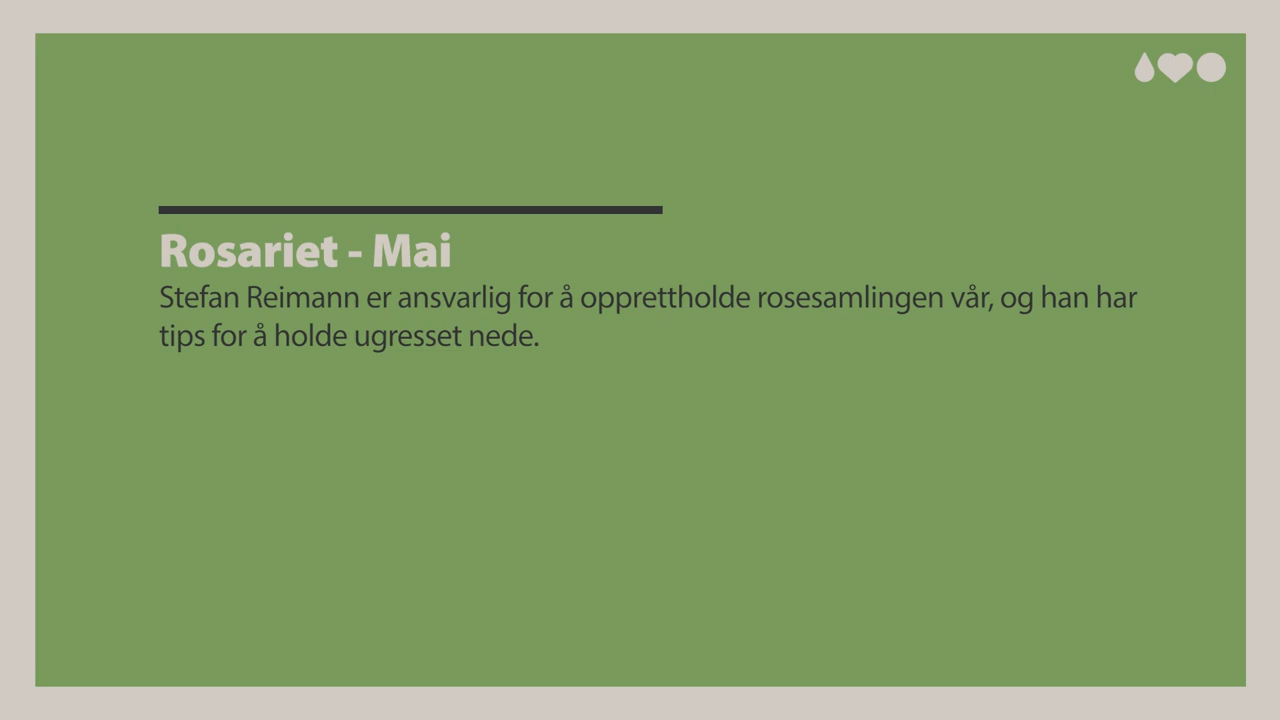 Rosariet - Mai
Stefan Reimann er ansvarlig for å opprettholde rosesamlingen vår, og han har
tips for å holde ugresset nede.